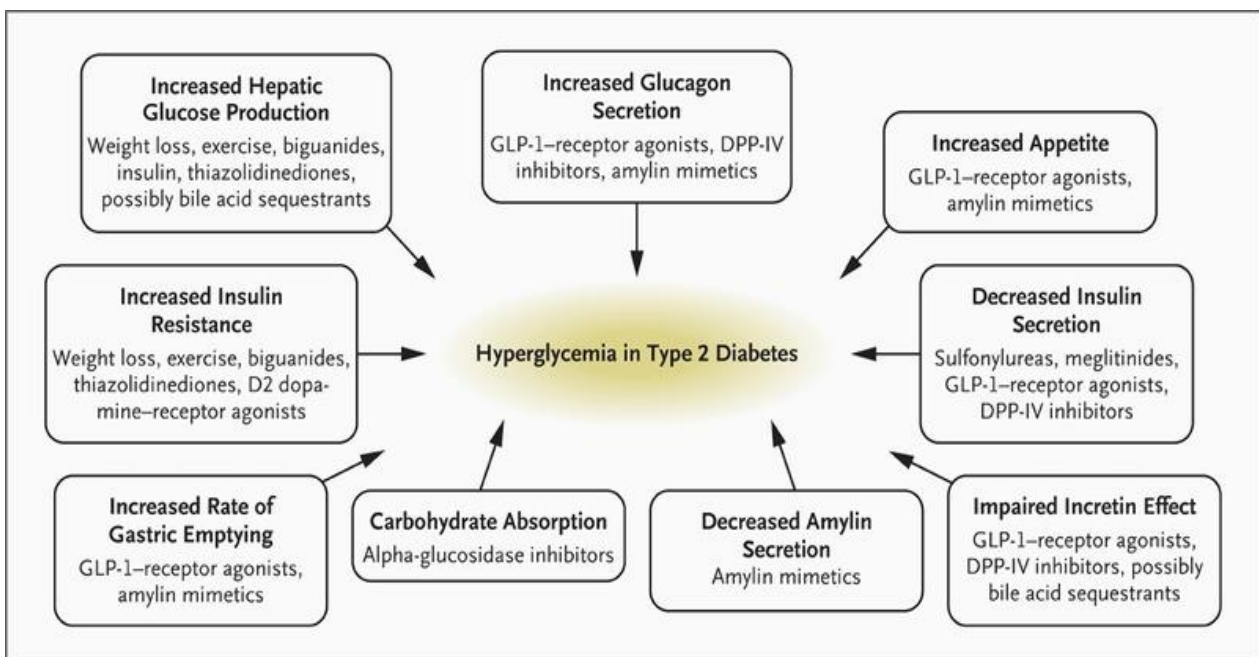 Increased Hepatic
Glucose Production
Weight loss, exercise, biguanides,
insulin, thiazolidinediones,
possibly bile acid sequestrants
Increased Glucagon
Secretion
GLP-1–receptor agonists, DPP-IV
inhibitors, amylin mimetics
Increased Appetite
GLP-1–receptor agonists,
amylin mimetics
Increased Insulin
Resistance
Weight loss, exercise, biguanides,
thiazolidinediones, D2 dopa-
mine–receptor agonists
Hyperglycemia in Type 2 Diabetes
Decreased Insulin
Secretion
Sulfonylureas, meglitinides,
GLP-1–receptor agonists,
DPP-IV inhibitors
Increased Rate of
Gastric Emptying
GLP-1–receptor agonists,
amylin mimetics
Carbohydrate Absorption
Alpha-glucosidase inhibitors
Decreased Amylin
Secretion
Amylin mimetics
Impaired Incretin Effect
GLP-1–receptor agonists,
DPP-IV inhibitors, possibly
bile acid sequestrants